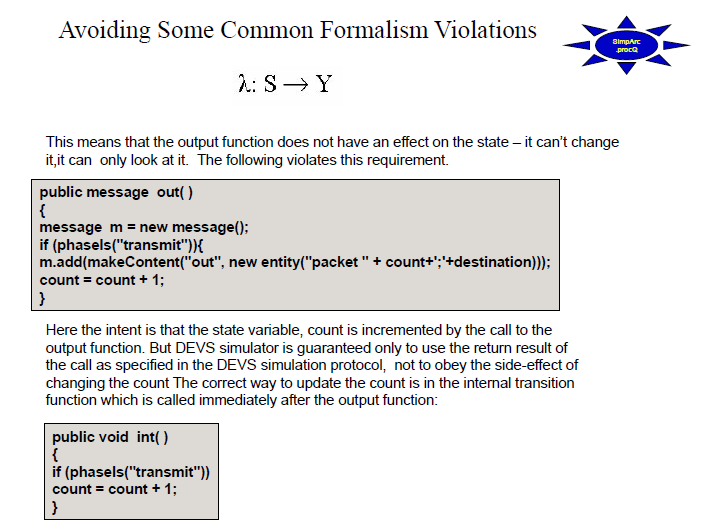 Avoiding Some Common Formalism Violations
SimpArc
.procQ
λ: S → Y
This means that the output function does not have an effect on the state – it can't change
it,it can  only look at it.  The following violates this requirement.
public message  out( )
{
message  m = new message();
if (phaseIs("transmit")){
m.add(makeContent("out", new entity("packet " + count+';'+destination)));
count = count + 1;
}
Here the intent is that the state variable, count is incremented by the call to the
output function. But DEVS simulator is guaranteed only to use the return result of
the call as specified in the DEVS simulation protocol,  not to obey the side-effect of
changing the count The correct way to update the count is in the internal transition
function which is called immediately after the output function:
public void  int( )
{
if (phaseIs("transmit"))
count = count + 1;
}